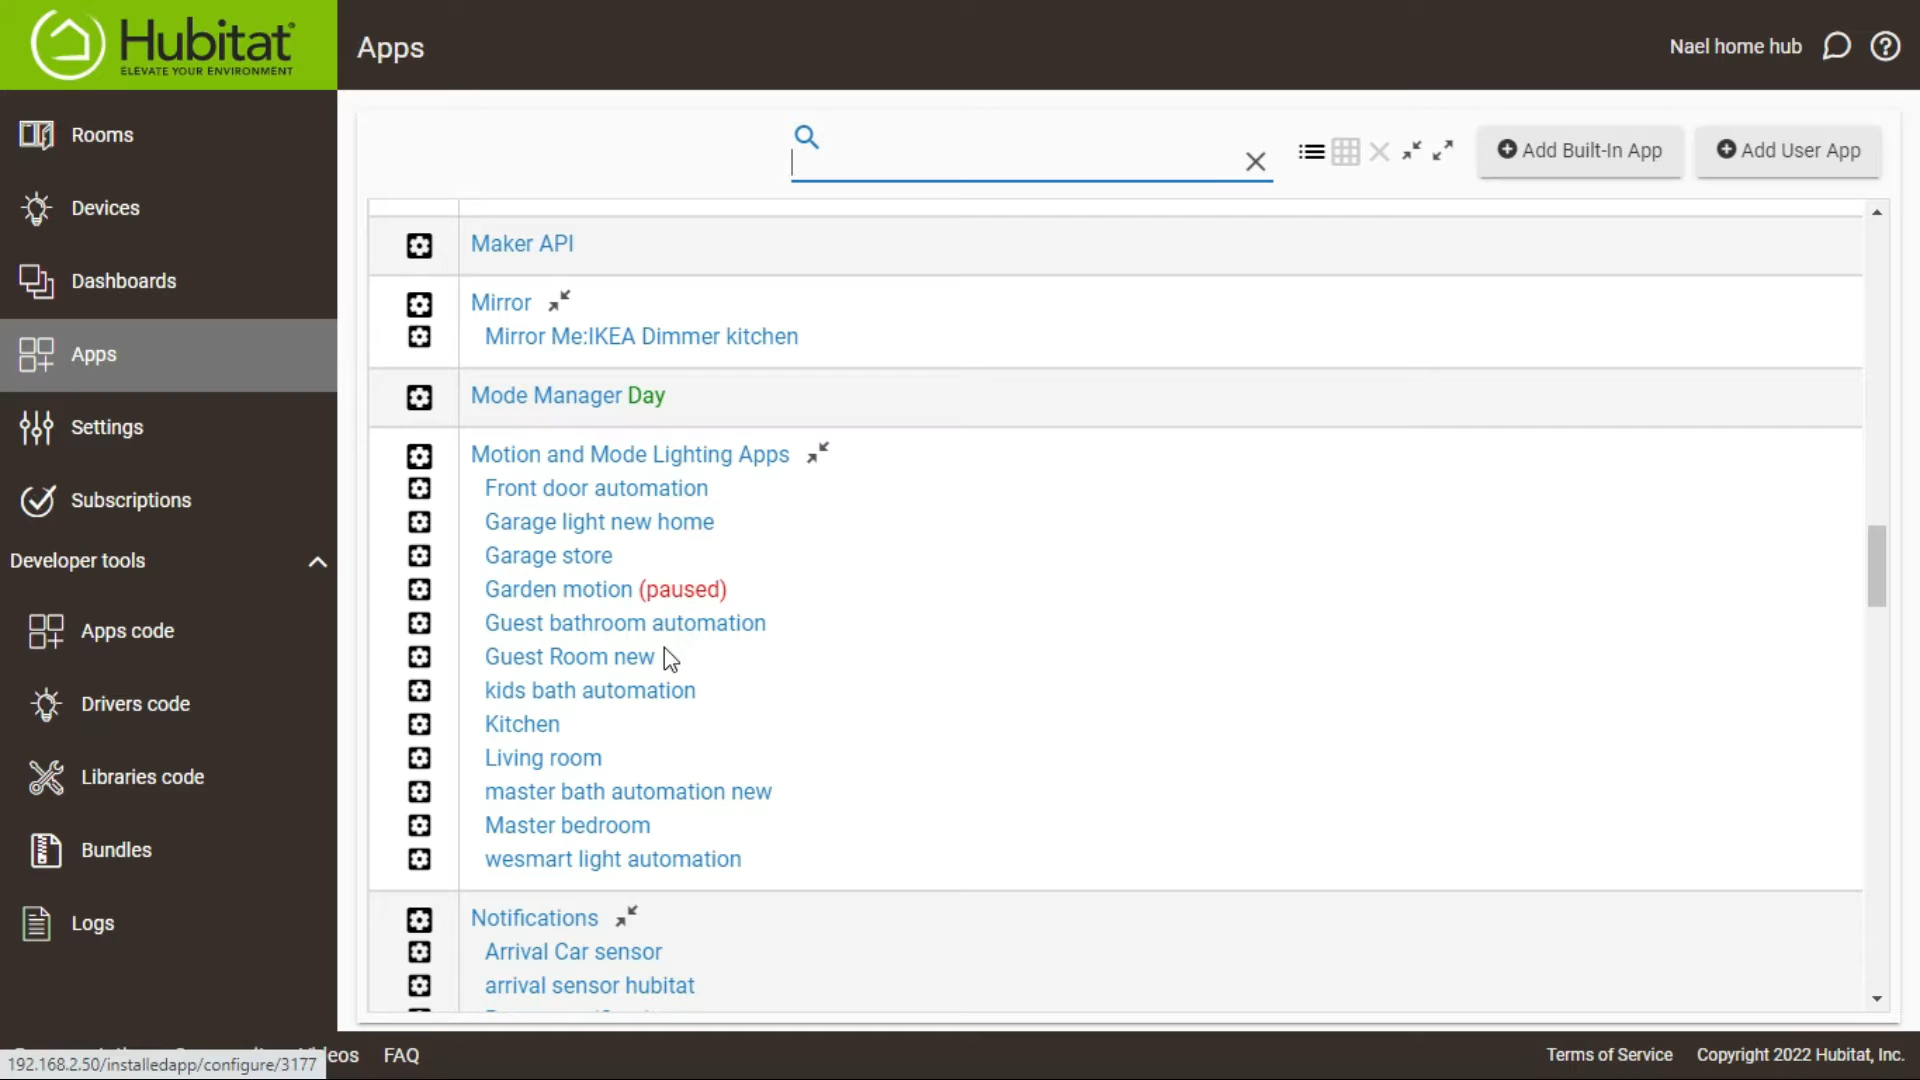 Hubitat®
ELEVATE YOUR ENVIRONMENT
Apps
Nael home hub
Rooms
Devices
Dashboards
Apps
Settings
Subscriptions
Developer tools
Apps code
Drivers code
Libraries code
Bundles
Logs
Add Built-In App
Add User App
Maker API
Mirror
Mirror Me:IKEA Dimmer kitchen
Mode Manager Day
Motion and Mode Lighting Apps
Front door automation
Garage light new home
Garage store
Garden motion (paused)
Guest bathroom automation
Guest Room new
kids bath automation
Kitchen
Living room
master bath automation new
Master bedroom
wesmart light automation
Notifications
Arrival Car sensor
arrival sensor hubitat
FAQ
Terms of Service
Copyright 2022 Hubitat, Inc.
192.168.2.50/installedapp/configure/3177